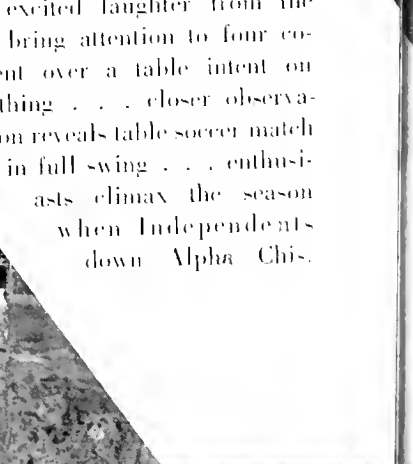 excited laughter from the
bring attention to four co-
ent over a table intent on
thing . . . closer observa-
on reveals table soccer match
in full swing . . . enthusi-
asts climax the season
when Independents
down Alpha Chis.